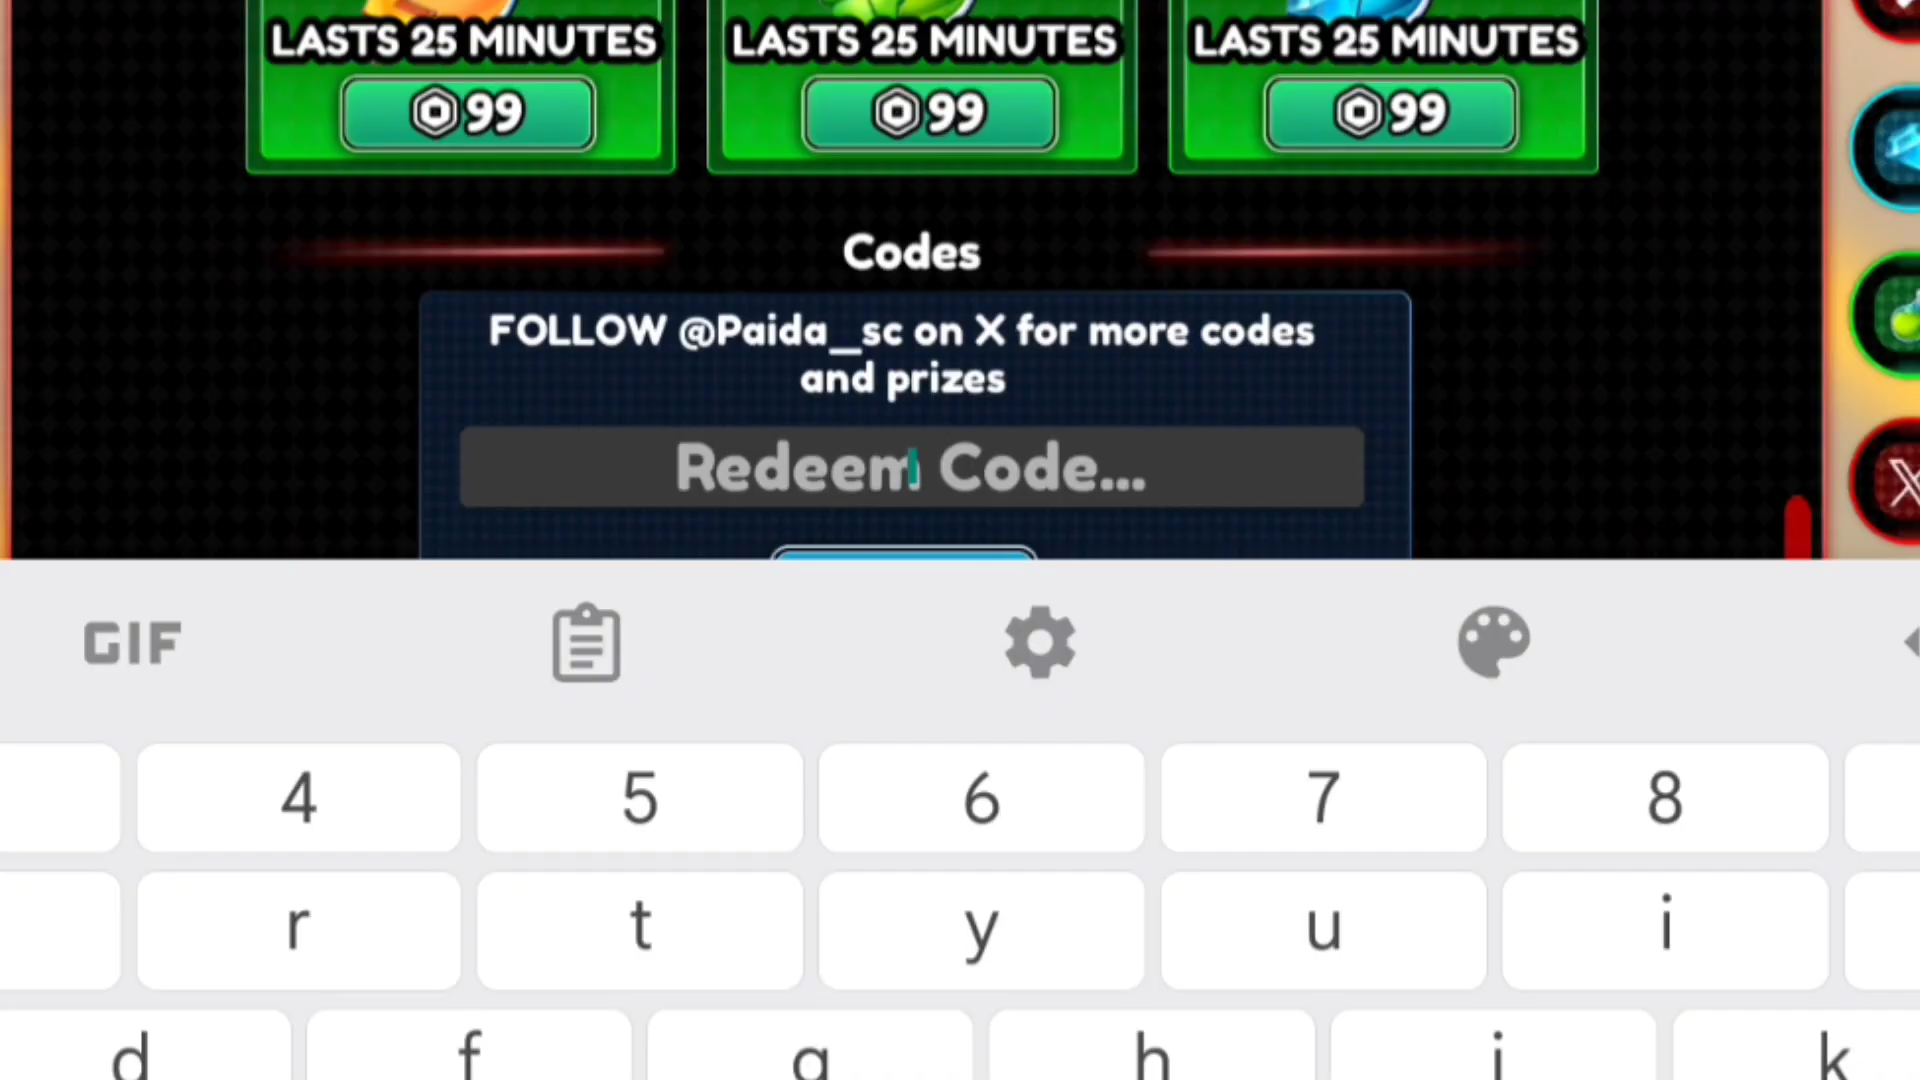 LASTS 25 MINUTES LASTS 25 MINUTES LASTS 25 MINUTES
99 99 99
Codes
FOLLOW @Paida_sc on X for more codes
and prizes
Redeem Code...
GIF
4 5 6 7 8
r t y u i
d f g h j k